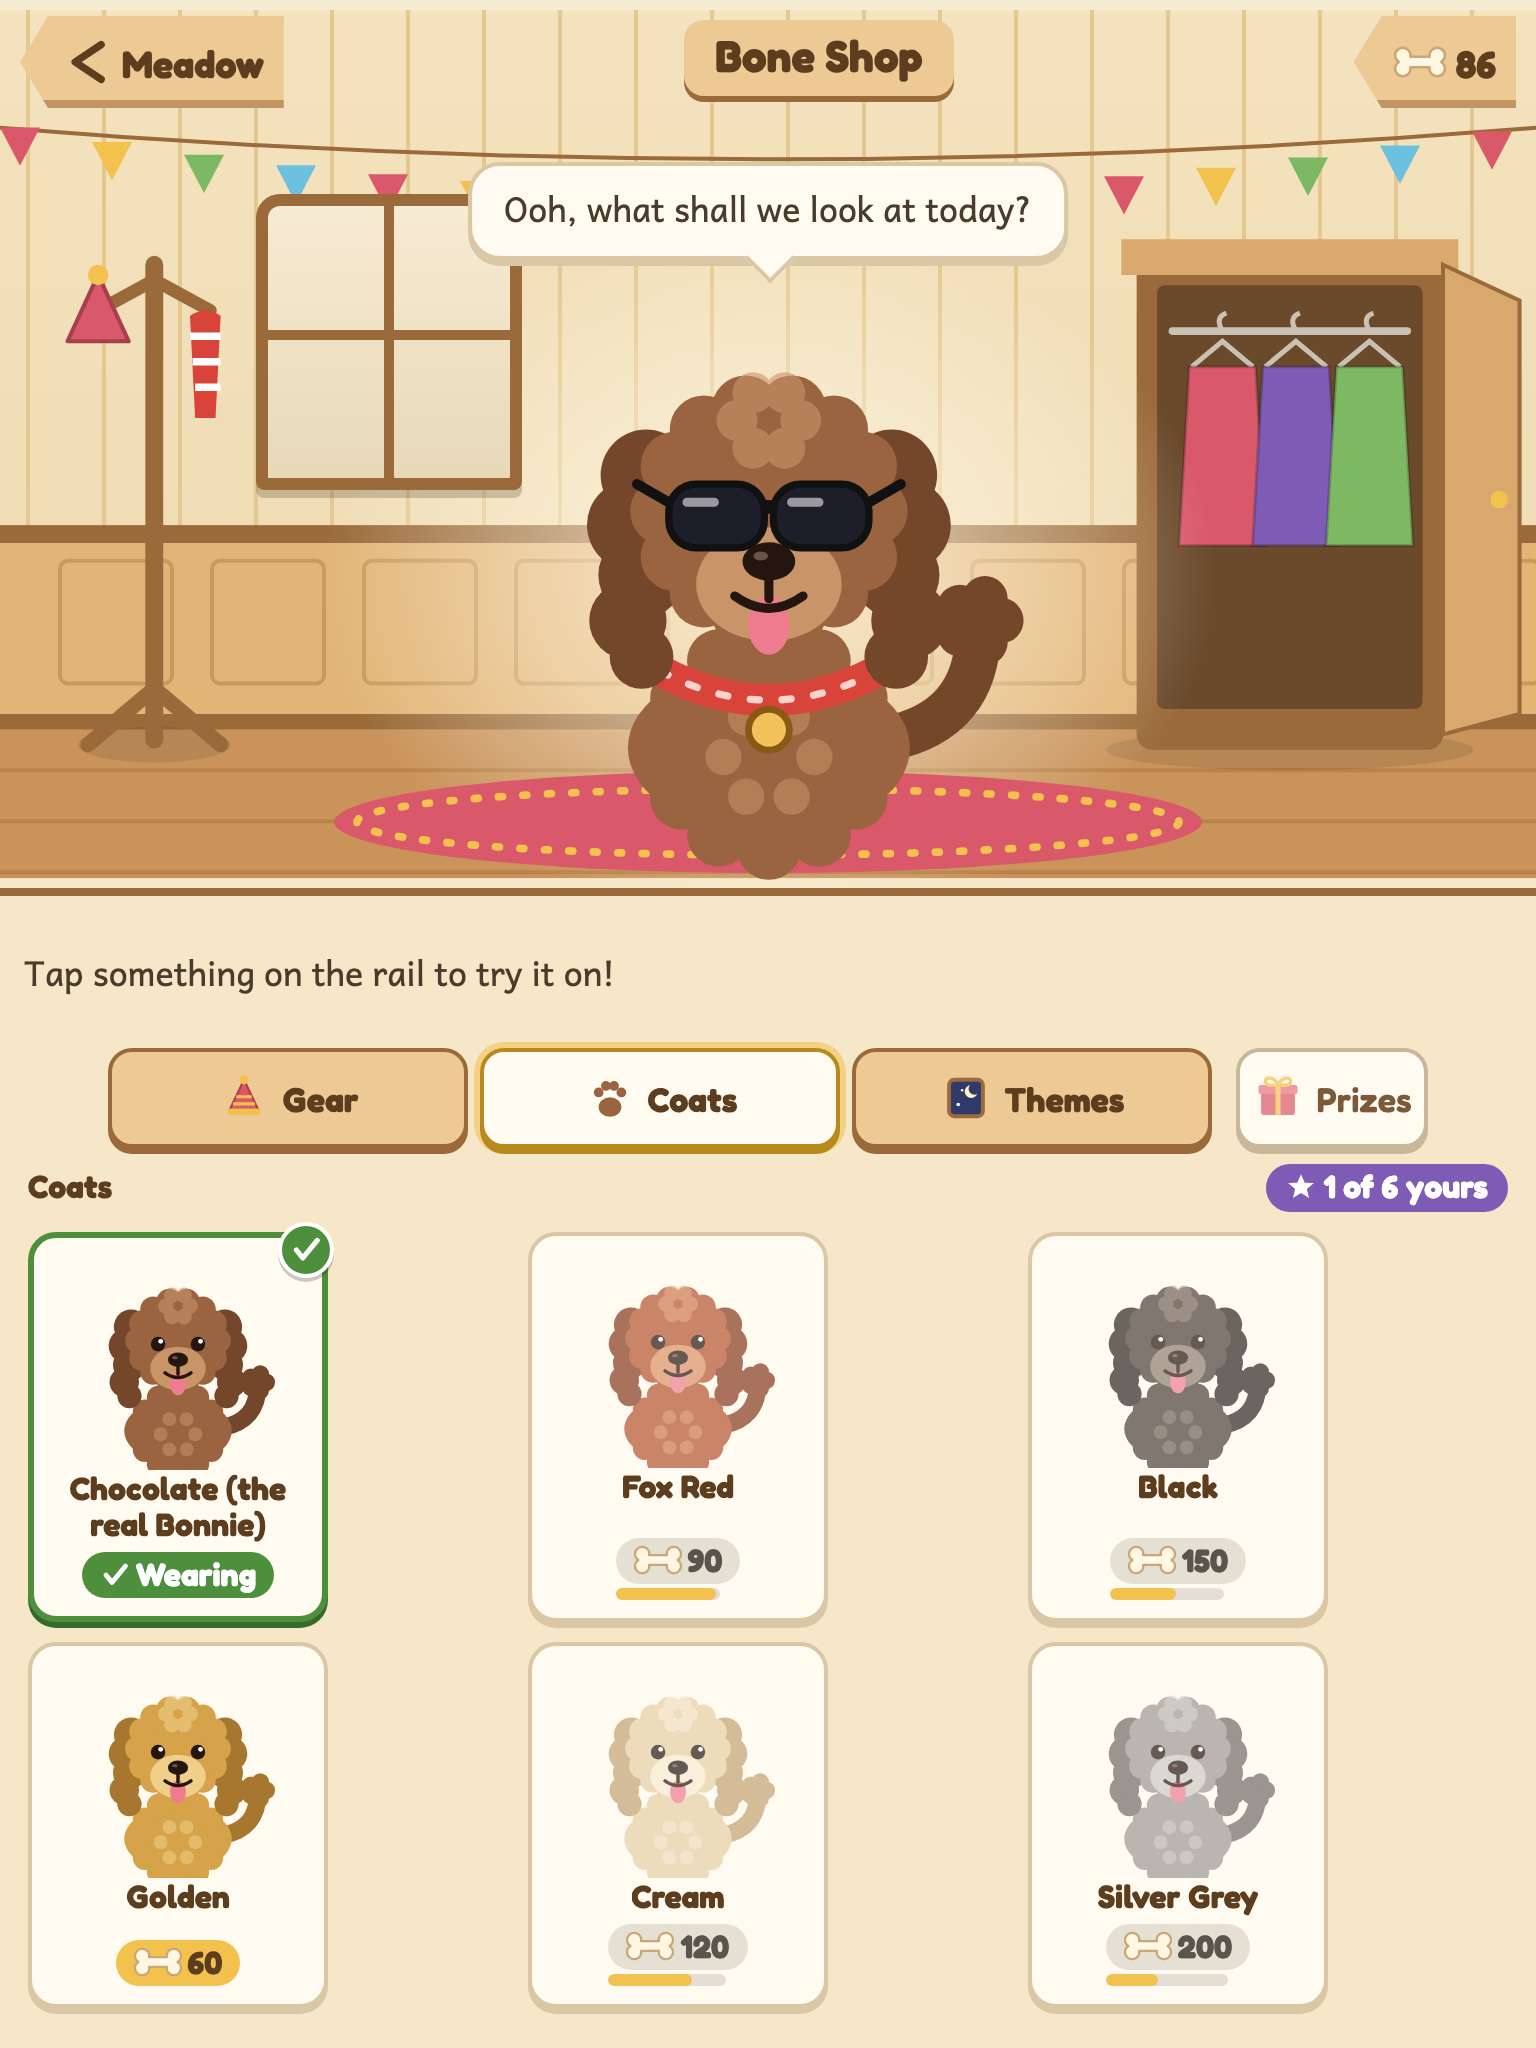 Meadow
Bone Shop
86
Ooh, what shall we look at today?
Tap something on the rail to try it on!
Gear
Coats
Themes
Prizes
Coats
1 of 6 yours
Chocolate (the
real Bonnie)
Wearing
Fox Red
90
Black
150
Golden
60
Cream
120
Silver Grey
200